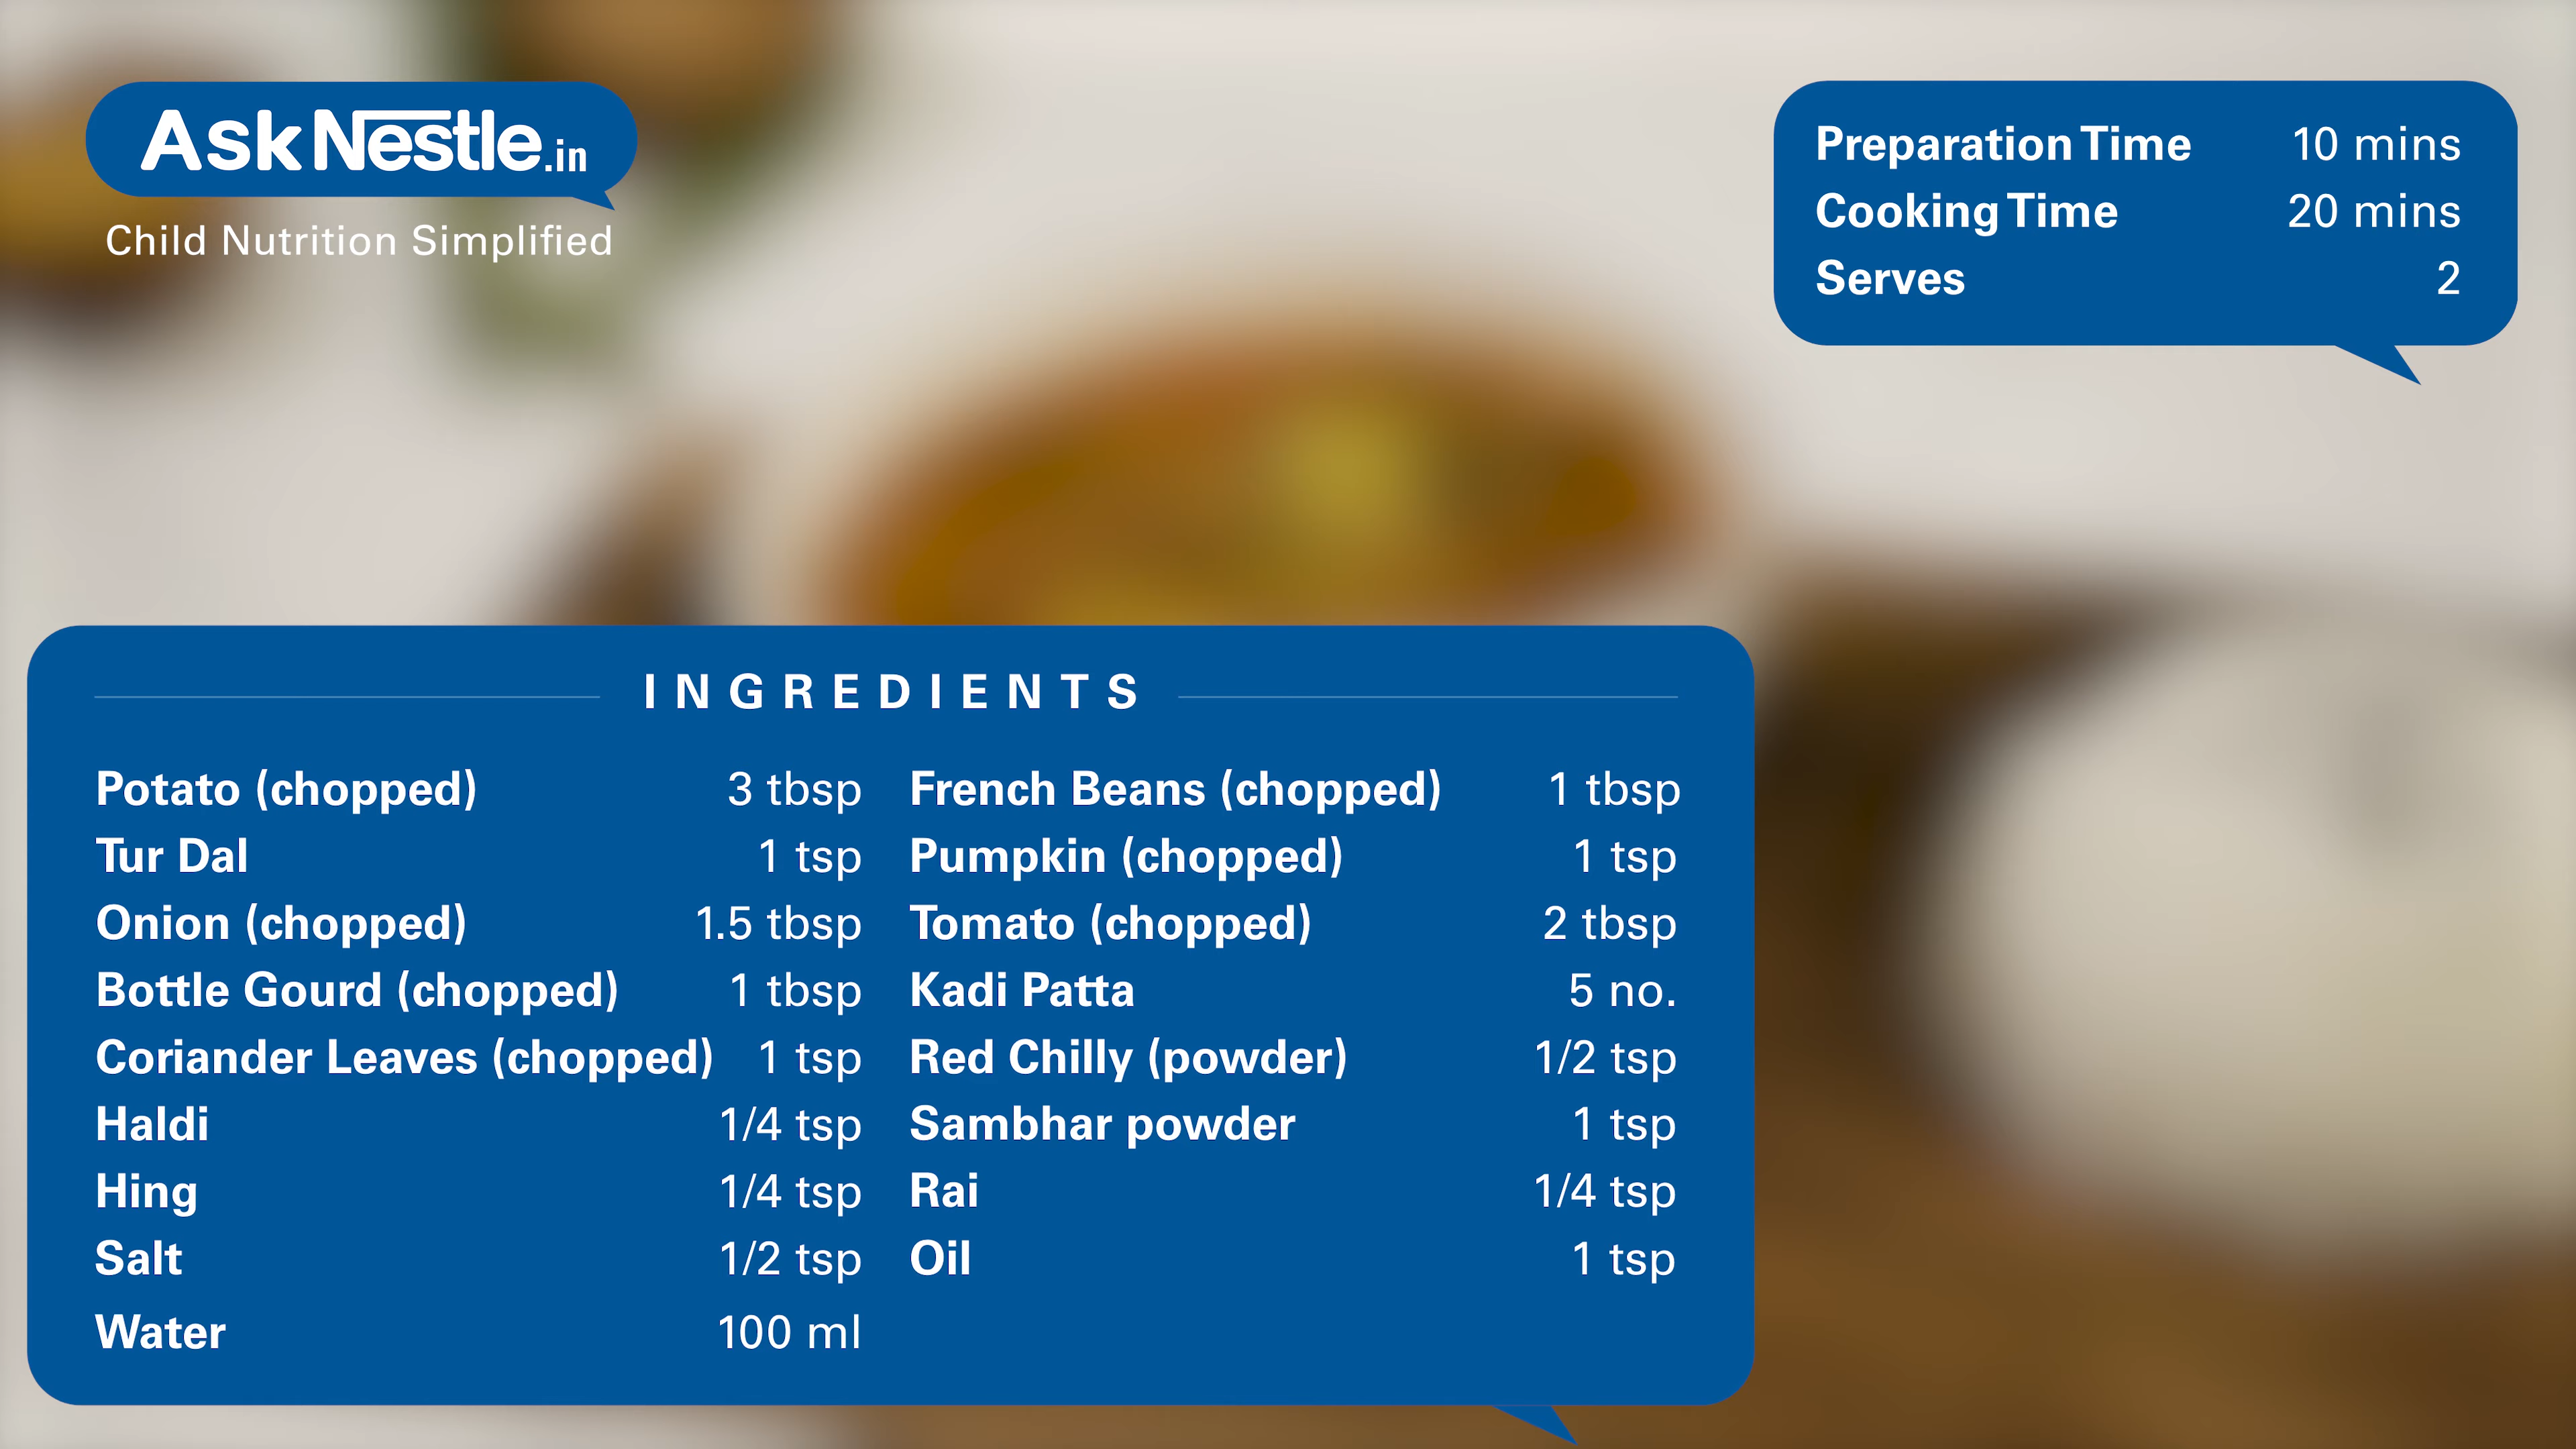 AskNestle.in
Child Nutrition Simplified
Preparation Time 10 mins
Cooking Time 20 mins
Serves 2
INGREDIENTS
Potato (chopped) 3 tbsp
Tur Dal 1 tsp
Onion (chopped) 1.5 tbsp
Bottle Gourd (chopped) 1 tbsp
Coriander Leaves (chopped) 1 tsp
Haldi 1/4 tsp
Hing 1/4 tsp
Salt 1/2 tsp
Water 100 ml
French Beans (chopped) 1 tbsp
Pumpkin (chopped) 1 tsp
Tomato (chopped) 2 tbsp
Kadi Patta 5 no.
Red Chilly (powder) 1/2 tsp
Sambhar powder 1 tsp
Rai 1/4 tsp
Oil 1 tsp